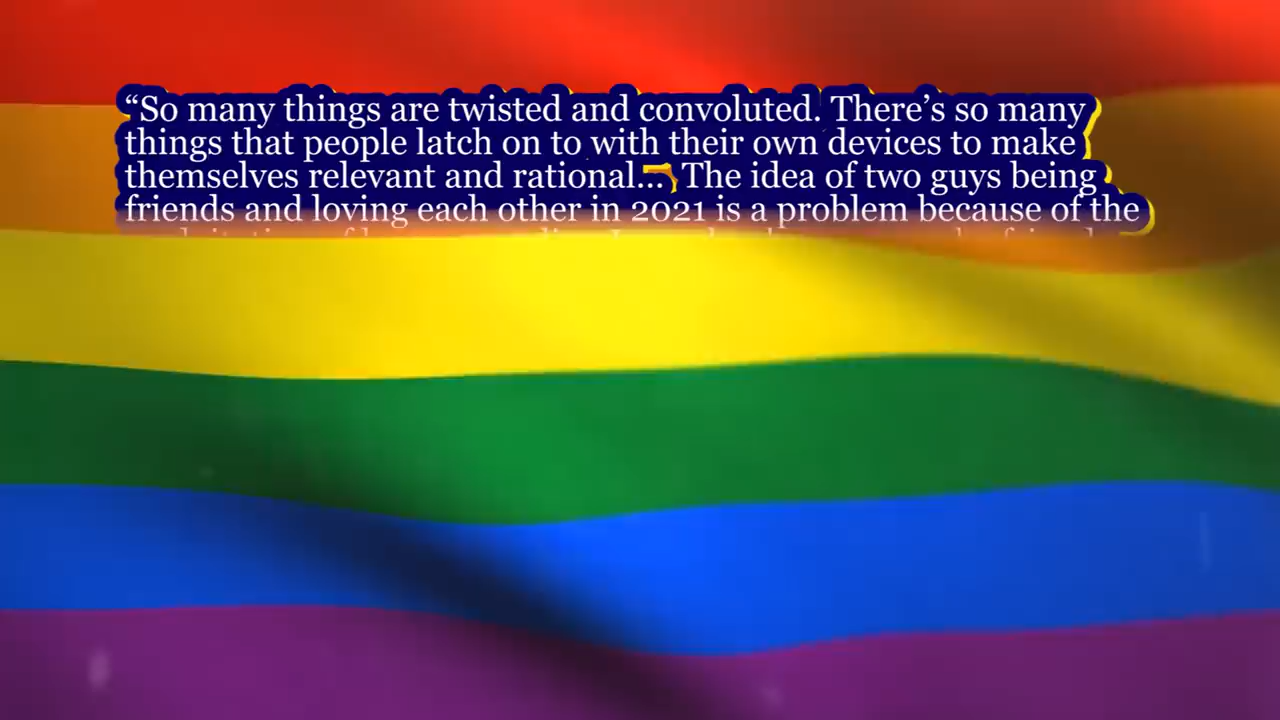 “So many things are twisted and convoluted. There’s so many
things that people latch on to with their own devices to make
themselves relevant and rational... The idea of two guys being
friends and loving each other in 2021 is a problem because of the